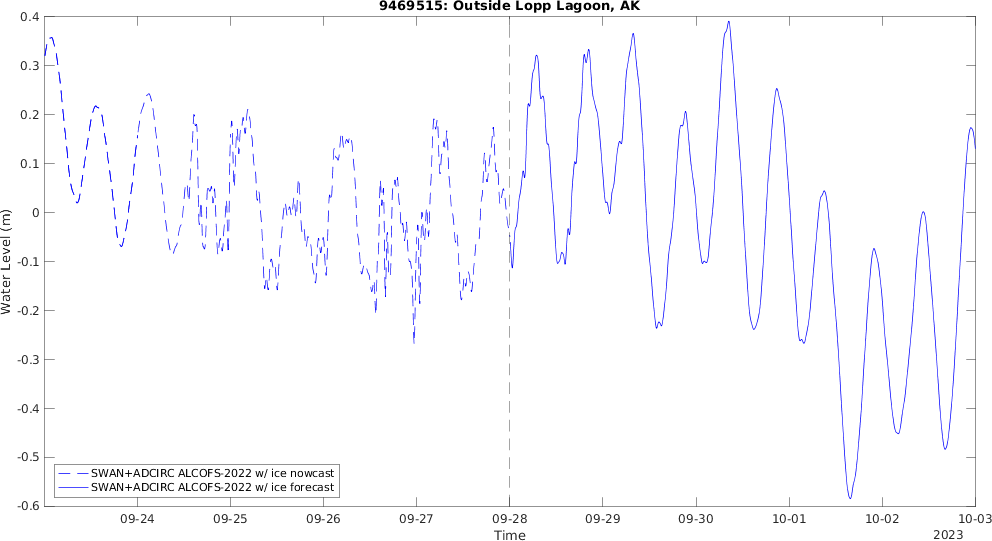 9469515: Outside Lopp Lagoon, AK
0.4
0.3
0.2
0.1
0
-0.1
-0.2
-0.3
-0.4
-0.5
-0.6
Water Level (m)
SWAN+ADCIRC ALCOFS-2022 w/ ice nowcast
SWAN+ADCIRC ALCOFS-2022 w/ ice forecast
09-24 09-25 09-26 09-27 09-28 09-29 09-30 10-01 10-02 10-03
Time
2023